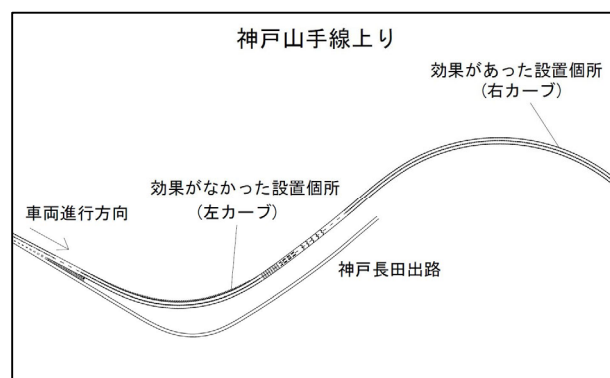 神戸山手線上り
効果があった設置個所
(右カーブ)
効果がなかった設置個所
(左カーブ)
車両進行方向
神戸長田出路